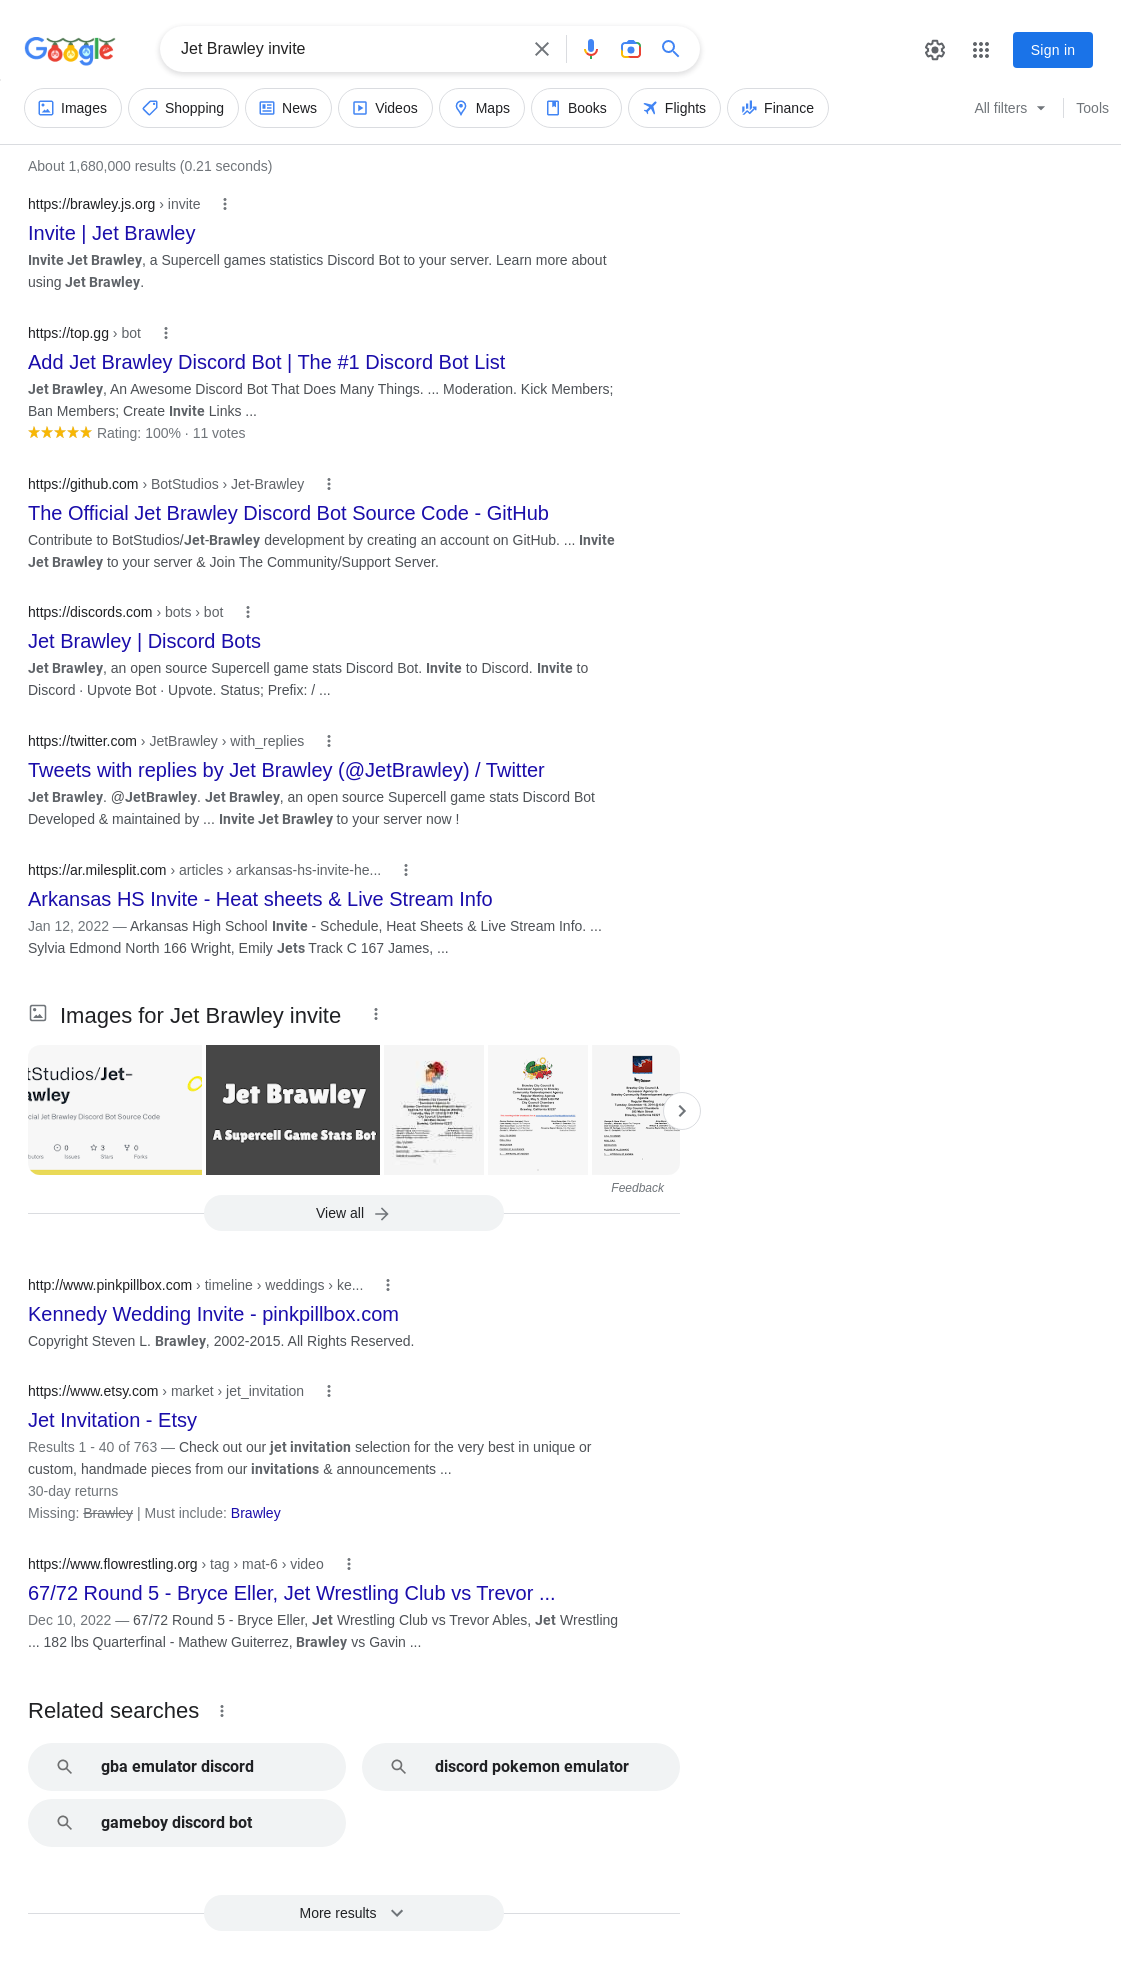 Google
Jet Brawley invite
Sign in
Images
Shopping
News
Videos
Maps
Books
Flights
Finance
All filters
Tools
About 1,680,000 results (0.21 seconds)
https://brawley.js.org › invite
Invite | Jet Brawley
Invite Jet Brawley, a Supercell games statistics Discord Bot to your server. Learn more about
using Jet Brawley.
https://top.gg › bot
Add Jet Brawley Discord Bot | The #1 Discord Bot List
Jet Brawley, An Awesome Discord Bot That Does Many Things. ... Moderation. Kick Members;
Ban Members; Create Invite Links ...
Rating: 100% · 11 votes
https://github.com › BotStudios › Jet-Brawley
The Official Jet Brawley Discord Bot Source Code - GitHub
Contribute to BotStudios/Jet-Brawley development by creating an account on GitHub. ... Invite
Jet Brawley to your server & Join The Community/Support Server.
https://discords.com › bots › bot
Jet Brawley | Discord Bots
Jet Brawley, an open source Supercell game stats Discord Bot. Invite to Discord. Invite to
Discord · Upvote Bot · Upvote. Status; Prefix: / ...
https://twitter.com › JetBrawley › with_replies
Tweets with replies by Jet Brawley (@JetBrawley) / Twitter
Jet Brawley. @JetBrawley. Jet Brawley, an open source Supercell game stats Discord Bot
Developed & maintained by ... Invite Jet Brawley to your server now !
https://ar.milesplit.com › articles › arkansas-hs-invite-he...
Arkansas HS Invite - Heat sheets & Live Stream Info
Jan 12, 2022 — Arkansas High School Invite - Schedule, Heat Sheets & Live Stream Info. ...
Sylvia Edmond North 166 Wright, Emily Jets Track C 167 James, ...
Images for Jet Brawley invite
tStudios/Jet-
wley
cial Jet Brawley Discord Bot Source Code
0
3
0
Issues
Stars
Forks
Jet Brawley
A Supercell Game Stats Bot
Feedback
View all
http://www.pinkpillbox.com › timeline › weddings › ke...
Kennedy Wedding Invite - pinkpillbox.com
Copyright Steven L. Brawley, 2002-2015. All Rights Reserved.
https://www.etsy.com › market › jet_invitation
Jet Invitation - Etsy
Results 1 - 40 of 763 — Check out our jet invitation selection for the very best in unique or
custom, handmade pieces from our invitations & announcements ...
30-day returns
Missing: Brawley | Must include: Brawley
https://www.flowrestling.org › tag › mat-6 › video
67/72 Round 5 - Bryce Eller, Jet Wrestling Club vs Trevor ...
Dec 10, 2022 — 67/72 Round 5 - Bryce Eller, Jet Wrestling Club vs Trevor Ables, Jet Wrestling
... 182 lbs Quarterfinal - Mathew Guiterrez, Brawley vs Gavin ...
Related searches
gba emulator discord
discord pokemon emulator
gameboy discord bot
More results